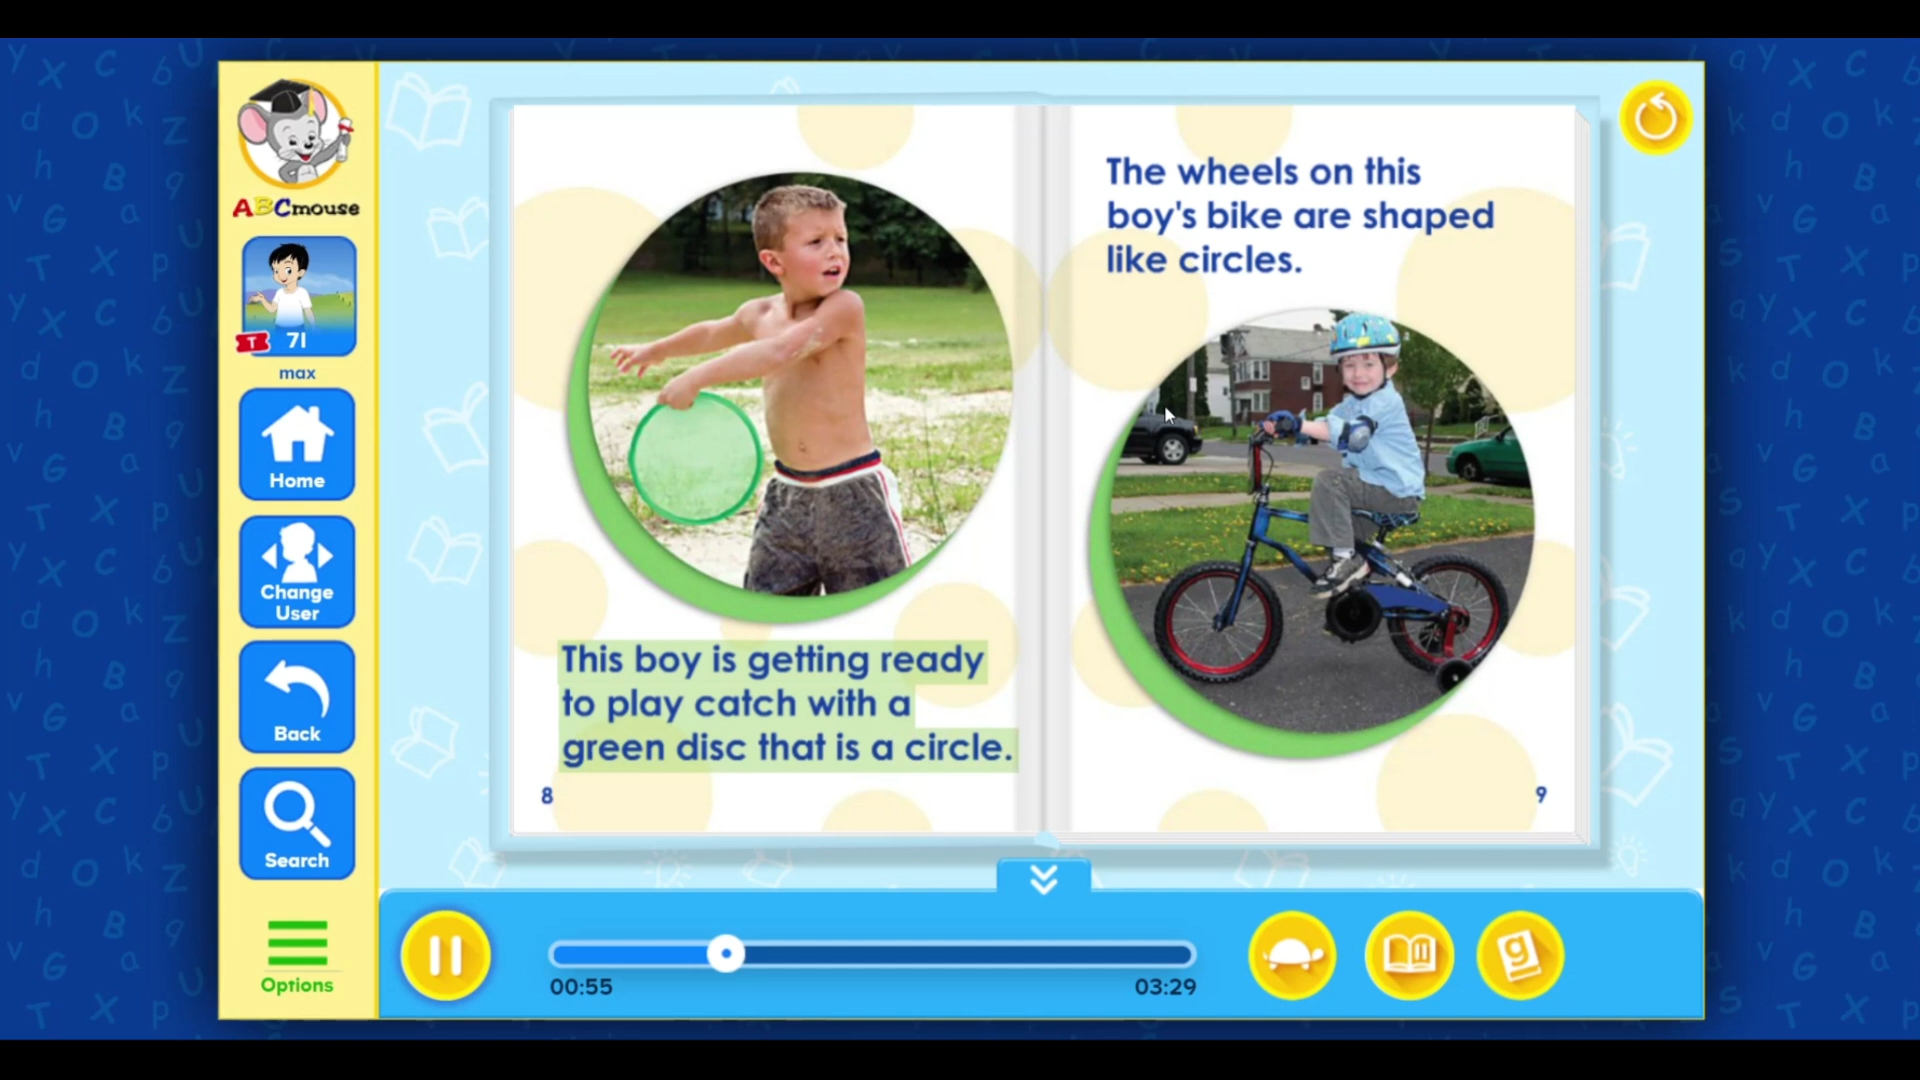 ABCmouse
T 71
max
Home
Change
User
Back
Search
Options
This boy is getting ready
to play catch with a
green disc that is a circle.
8
The wheels on this
boy's bike are shaped
like circles.
9
00:55
03:29
g